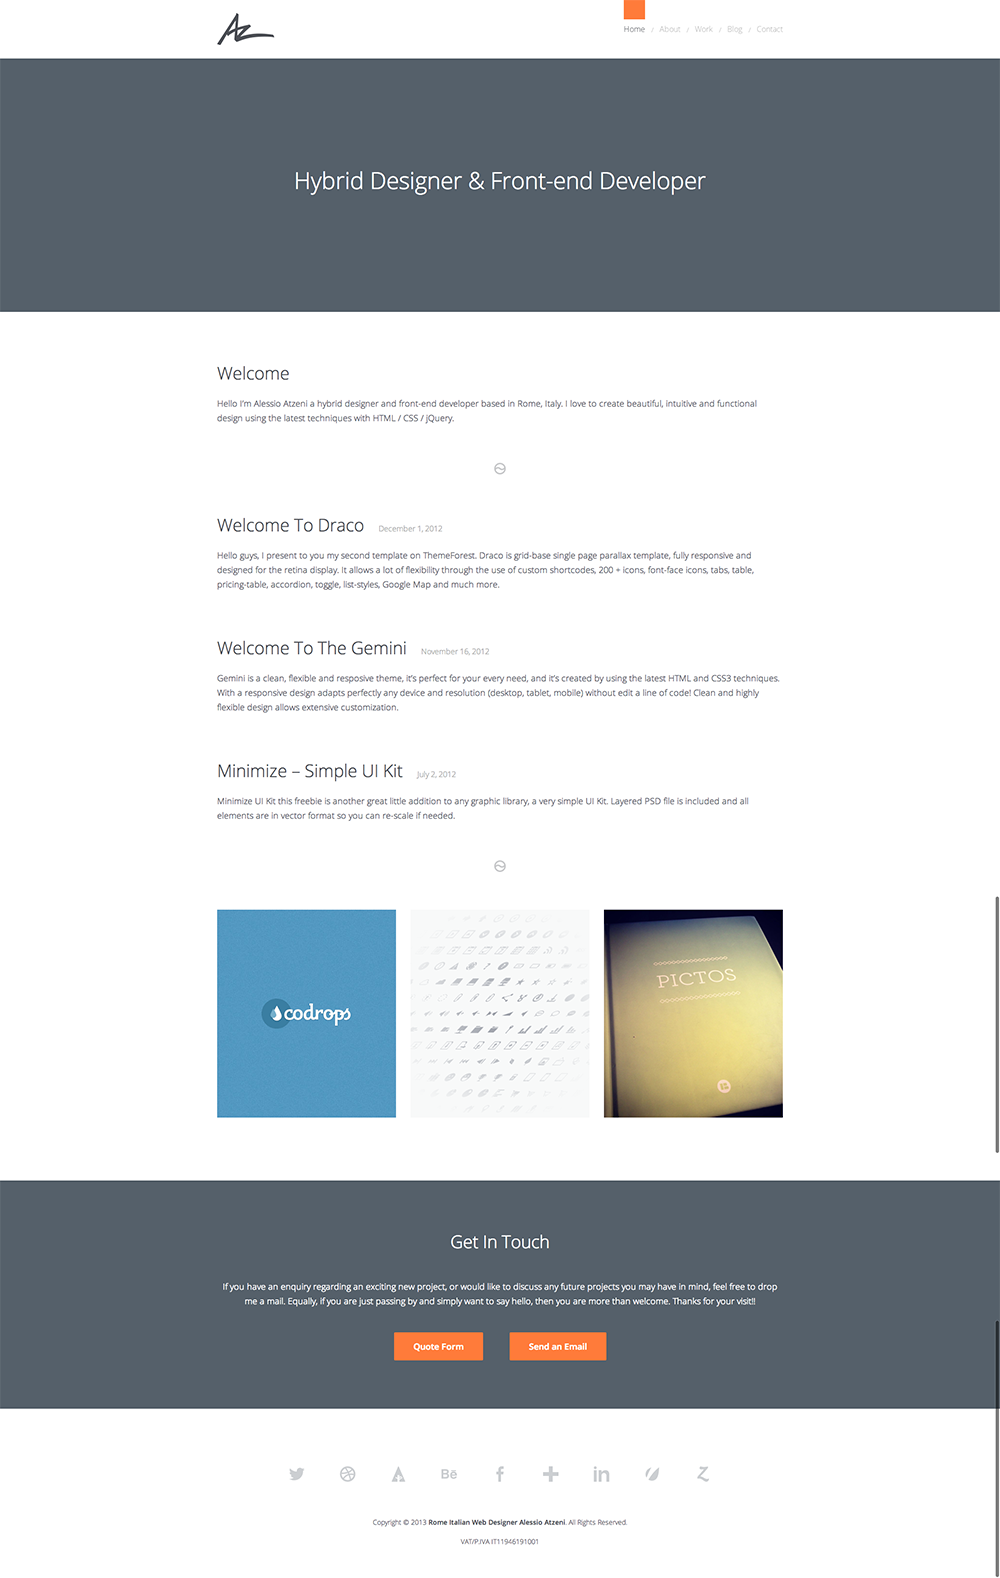 Az
Home / About / Work / Blog / Contact
Hybrid Designer & Front-end Developer
Welcome
Hello I'm Alessio Atzeni a hybrid designer and front-end developer based in Rome, Italy. I love to create beautiful, intuitive and functional
design using the latest techniques with HTML / CSS / jQuery.
Welcome To Draco December 1, 2012
Hello guys, I present to you my second template on ThemeForest. Draco is grid-base single page parallax template, fully responsive and
designed for the retina display. It allows a lot of flexibility through the use of custom shortcodes, 200 + icons, font-face icons, tabs, table,
pricing-table, accordion, toggle, list-styles, Google Map and much more.
Welcome To The Gemini November 16, 2012
Gemini is a clean, flexible and resposive theme, it's perfect for your every need, and it's created by using the latest HTML and CSS3 techniques.
With a responsive design adapts perfectly any device and resolution (desktop, tablet, mobile) without edit a line of code! Clean and highly
flexible design allows extensive customization.
Minimize – Simple UI Kit July 2, 2012
Minimize UI Kit this freebie is another great little addition to any graphic library, a very simple UI Kit. Layered PSD file is included and all
elements are in vector format so you can re-scale if needed.
codrops
PICTOS
Get In Touch
If you have an enquiry regarding an exciting new project, or would like to discuss any future projects you may have in mind, feel free to drop
me a mail. Equally, if you are just passing by and simply want to say hello, then you are more than welcome. Thanks for your visit!!
Quote Form Send an Email
Bē f in Z
Copyright © 2013 Rome Italian Web Designer Alessio Atzeni. All Rights Reserved.
VAT/P.IVA IT11946191001